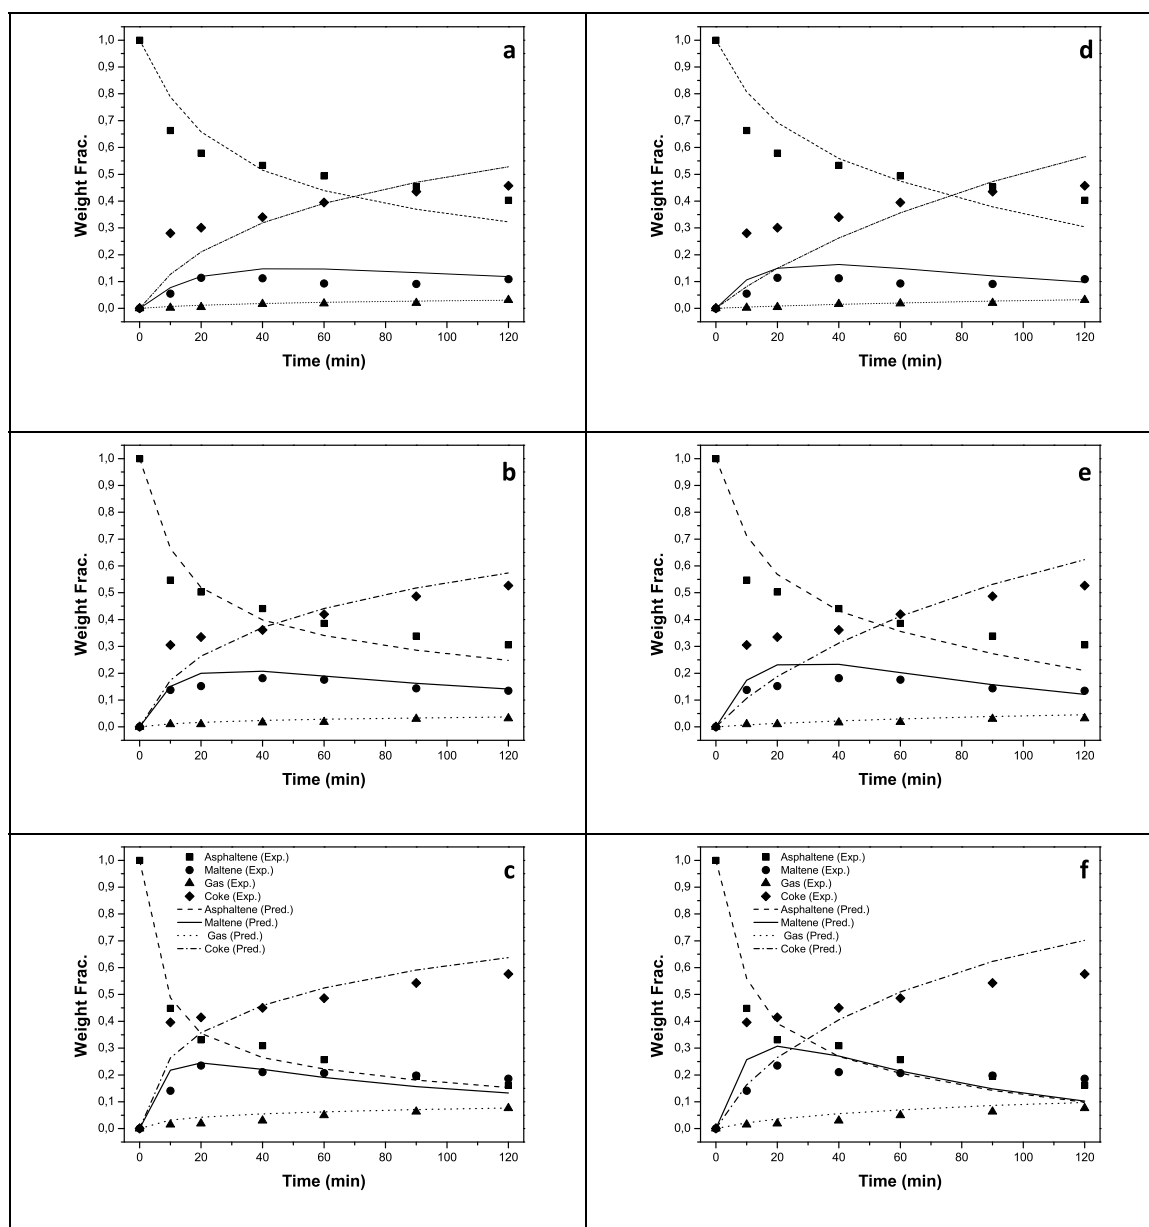 a
1,0
0,9
0,8
0,7
0,6
0,5
0,4
0,3
0,2
0,1
0,0
Weight Frac.
0 20 40 60 80 100 120
Time (min)
d
1,0
0,9
0,8
0,7
0,6
0,5
0,4
0,3
0,2
0,1
0,0
Weight Frac.
0 20 40 60 80 100 120
Time (min)
b
1,0
0,9
0,8
0,7
0,6
0,5
0,4
0,3
0,2
0,1
0,0
Weight Frac.
0 20 40 60 80 100 120
Time (min)
e
1,0
0,9
0,8
0,7
0,6
0,5
0,4
0,3
0,2
0,1
0,0
Weight Frac.
0 20 40 60 80 100 120
Time (min)
c
Asphaltene (Exp.)
Maltene (Exp.)
Gas (Exp.)
Coke (Exp.)
Asphaltene (Pred.)
Maltene (Pred.)
Gas (Pred.)
Coke (Pred.)
1,0
0,9
0,8
0,7
0,6
0,5
0,4
0,3
0,2
0,1
0,0
Weight Frac.
0 20 40 60 80 100 120
Time (min)
f
Asphaltene (Exp.)
Maltene (Exp.)
Gas (Exp.)
Coke (Exp.)
Asphaltene (Pred.)
Maltene (Pred.)
Gas (Pred.)
Coke (Pred.)
1,0
0,9
0,8
0,7
0,6
0,5
0,4
0,3
0,2
0,1
0,0
Weight Frac.
0 20 40 60 80 100 120
Time (min)